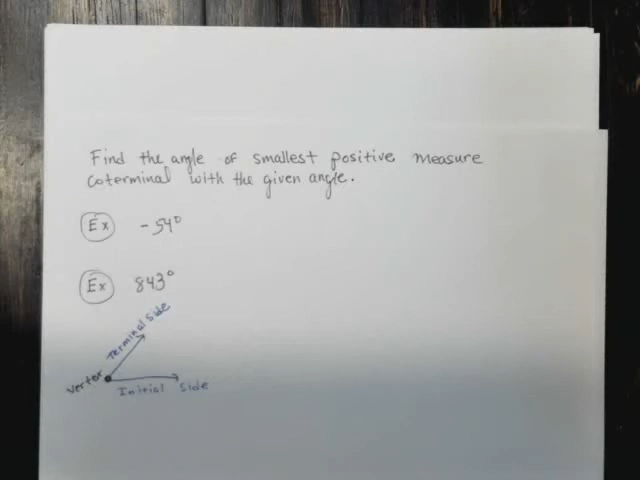 Find the angle of smallest positive measure
coterminal with the given angle.
Ex -54°
Ex 843°
Terminal Side
Vertex
Initial Side